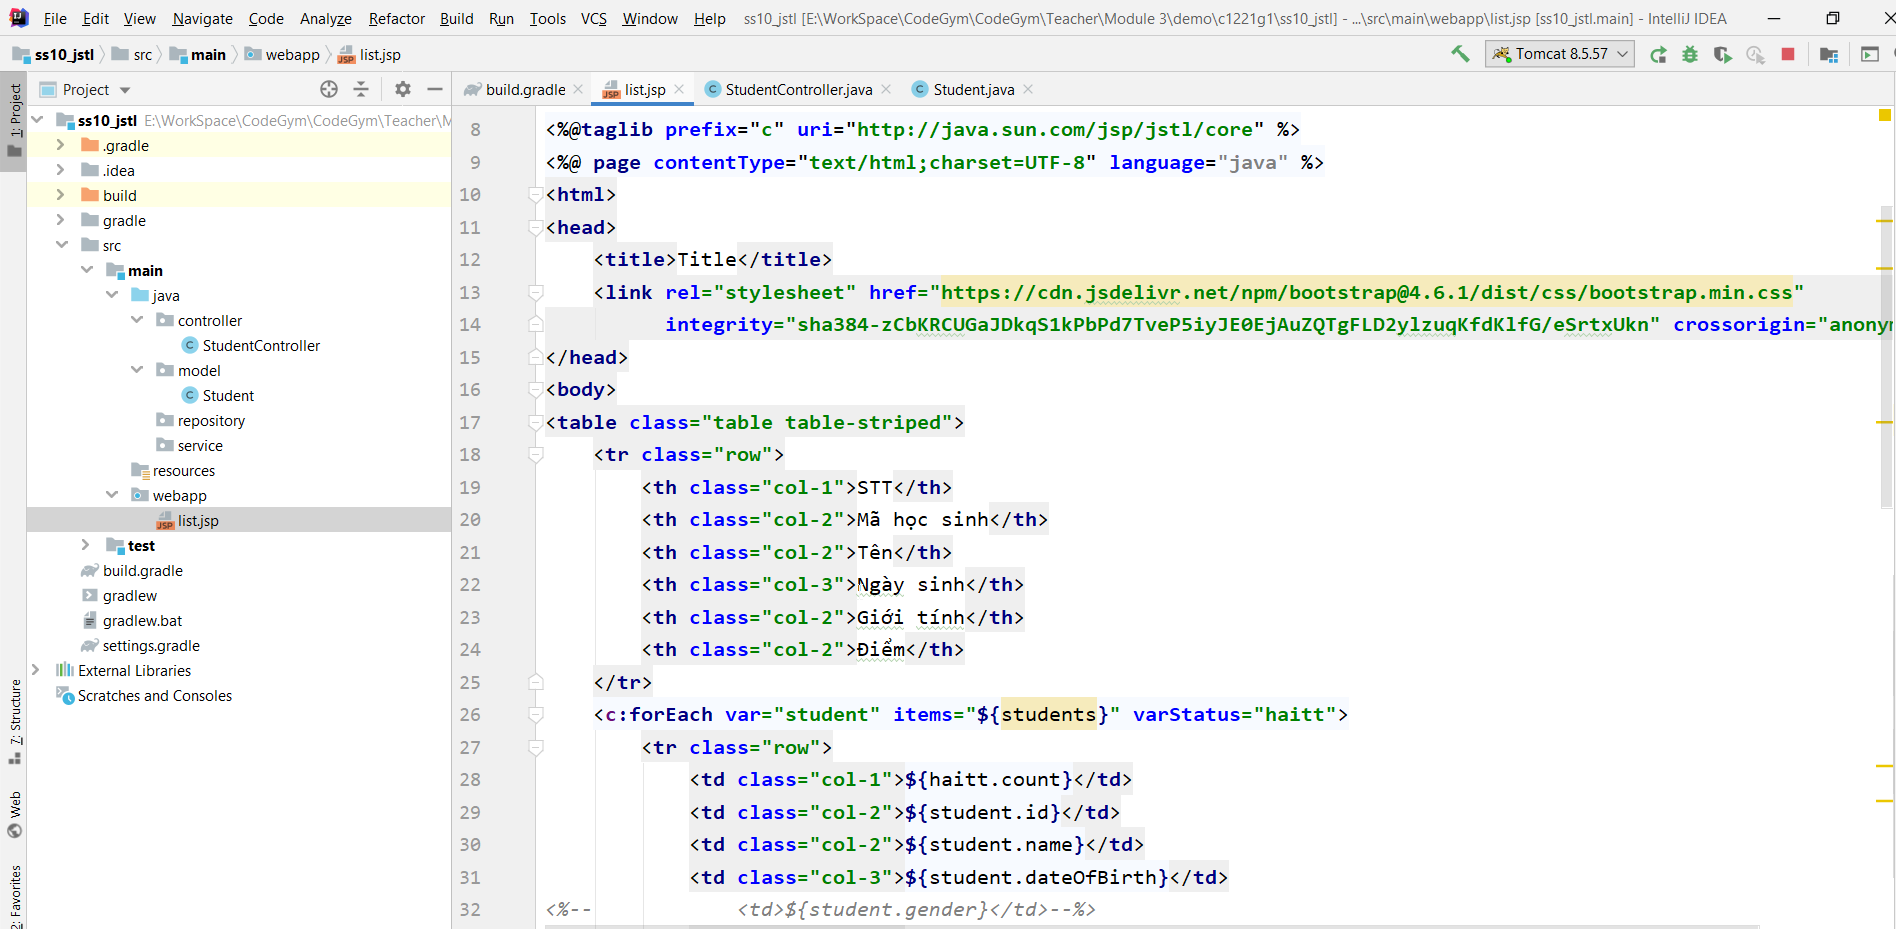 File Edit View Navigate Code Analyze Refactor Build Run Tools VCS Window Help ss10_jstl [E:\WorkSpace\CodeGym\CodeGym\Teacher\Module 3\demo\c1221g1\ss10_jstl] - ...\src\main\webapp\list.jsp [ss10_jstl.main] - IntelliJ IDEA
ss10_jstl src main webapp list.jsp Tomcat 8.5.57
Project build.gradle list.jsp StudentController.java Student.java
1: Project
7: Structure
Web
2: Favorites
ss10_jstl E:\WorkSpace\CodeGym\CodeGym\Teacher\M
.gradle
.idea
build
gradle
src
main
java
controller
StudentController
model
Student
repository
service
resources
webapp
list.jsp
test
build.gradle
gradlew
gradlew.bat
settings.gradle
External Libraries
Scratches and Consoles
8 <%@taglib prefix="c" uri="http://java.sun.com/jsp/jstl/core" %>
9 <%@ page contentType="text/html;charset=UTF-8" language="java" %>
10 <html>
11 <head>
12 <title>Title</title>
13 <link rel="stylesheet" href="https://cdn.jsdelivr.net/npm/bootstrap@4.6.1/dist/css/bootstrap.min.css"
14 integrity="sha384-zCbKRCUGaJDkqS1kPbPd7TveP5iyJE0EjAuZQTgFLD2ylzuqKfdKlfG/eSrtxUkn" crossorigin="anonym
15 </head>
16 <body>
17 <table class="table table-striped">
18 <tr class="row">
19 <th class="col-1">STT</th>
20 <th class="col-2">Mã học sinh</th>
21 <th class="col-2">Tên</th>
22 <th class="col-3">Ngày sinh</th>
23 <th class="col-2">Giới tính</th>
24 <th class="col-2">Điểm</th>
25 </tr>
26 <c:forEach var="student" items="${students}" varStatus="haitt">
27 <tr class="row">
28 <td class="col-1">${haitt.count}</td>
29 <td class="col-2">${student.id}</td>
30 <td class="col-2">${student.name}</td>
31 <td class="col-3">${student.dateOfBirth}</td>
32 <%-- <td>${student.gender}</td>--%>